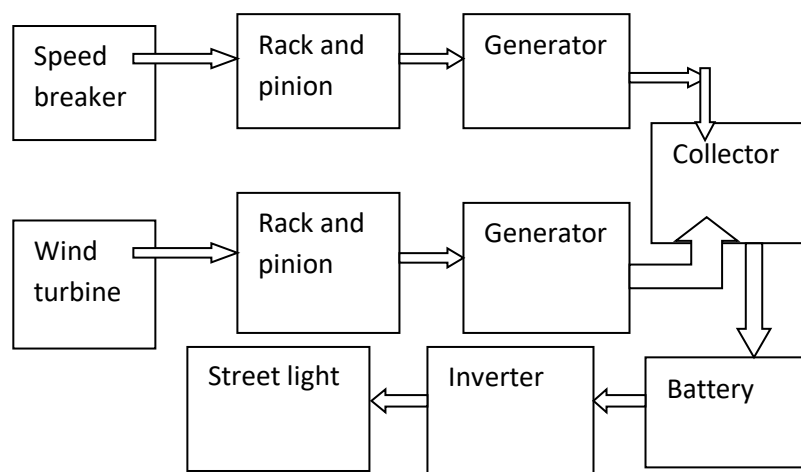 Speed
breaker
Rack and
pinion
Generator
Collector
Wind
turbine
Rack and
pinion
Generator
Street light
Inverter
Battery